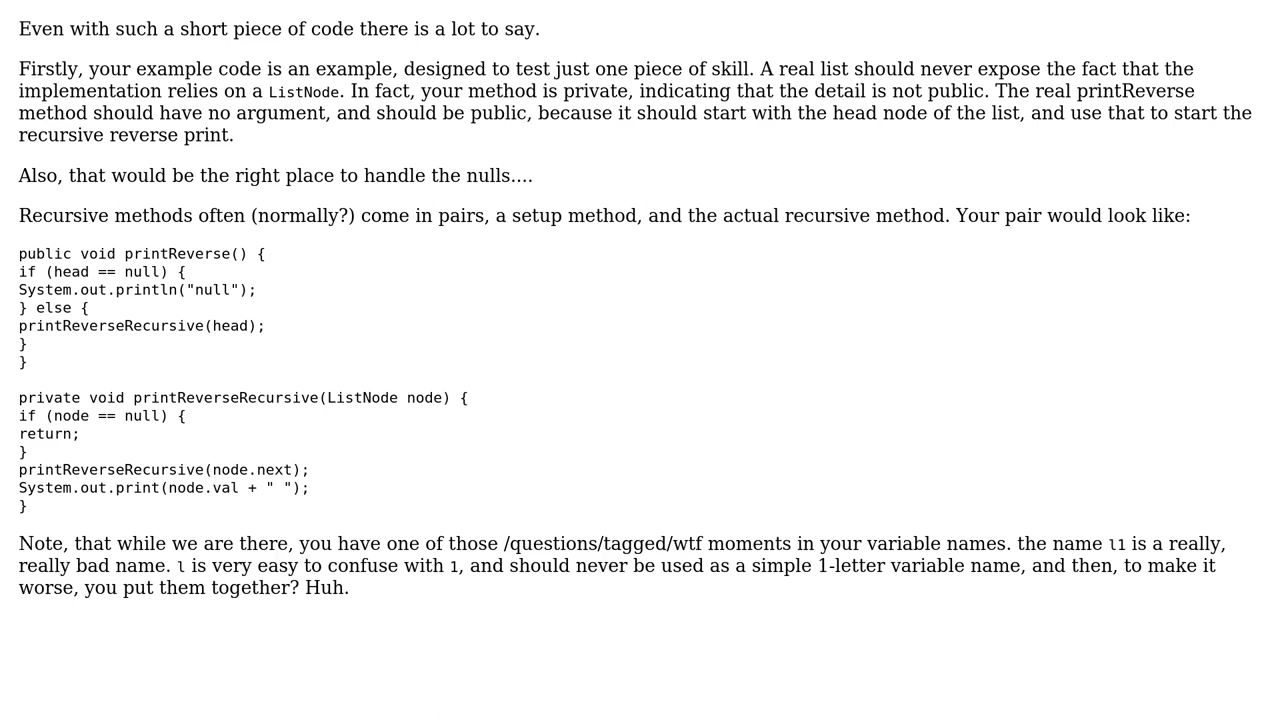 Even with such a short piece of code there is a lot to say.
Firstly, your example code is an example, designed to test just one piece of skill. A real list should never expose the fact that the
implementation relies on a ListNode. In fact, your method is private, indicating that the detail is not public. The real printReverse
method should have no argument, and should be public, because it should start with the head node of the list, and use that to start the
recursive reverse print.
Also, that would be the right place to handle the nulls....
Recursive methods often (normally?) come in pairs, a setup method, and the actual recursive method. Your pair would look like:
public void printReverse() {
if (head == null) {
System.out.println("null");
} else {
printReverseRecursive(head);
}
}
private void printReverseRecursive(ListNode node) {
if (node == null) {
return;
}
printReverseRecursive(node.next);
System.out.print(node.val + " ");
}
Note, that while we are there, you have one of those /questions/tagged/wtf moments in your variable names. the name l1 is a really,
really bad name. l is very easy to confuse with 1, and should never be used as a simple 1-letter variable name, and then, to make it
worse, you put them together? Huh.